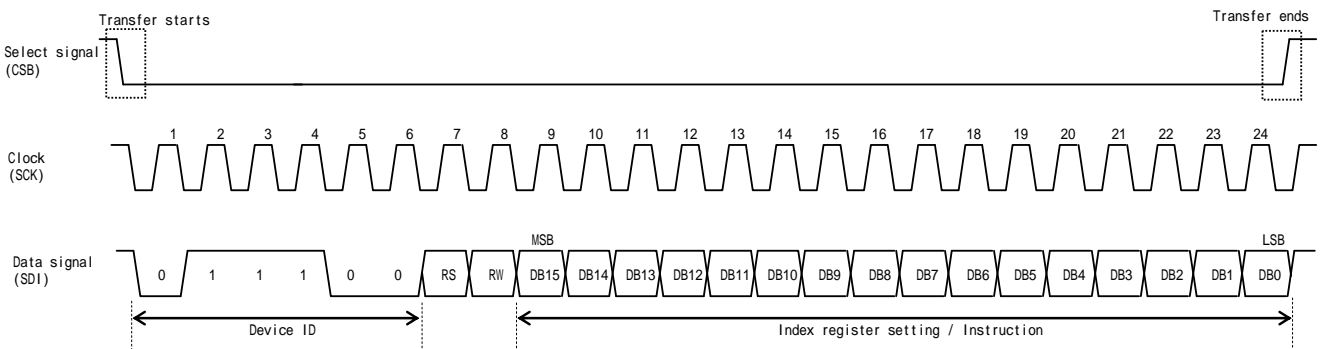 Transfer starts
Transfer ends
Select signal
(CSB)
1 2 3 4 5 6 7 8 9 10 11 12 13 14 15 16 17 18 19 20 21 22 23 24
Clock
(SCK)
MSB LSB
Data signal
(SDI)
0 1 1 1 0 0 RS RW DB15 DB14 DB13 DB12 DB11 DB10 DB9 DB8 DB7 DB6 DB5 DB4 DB3 DB2 DB1 DB0
Device ID
Index register setting / Instruction